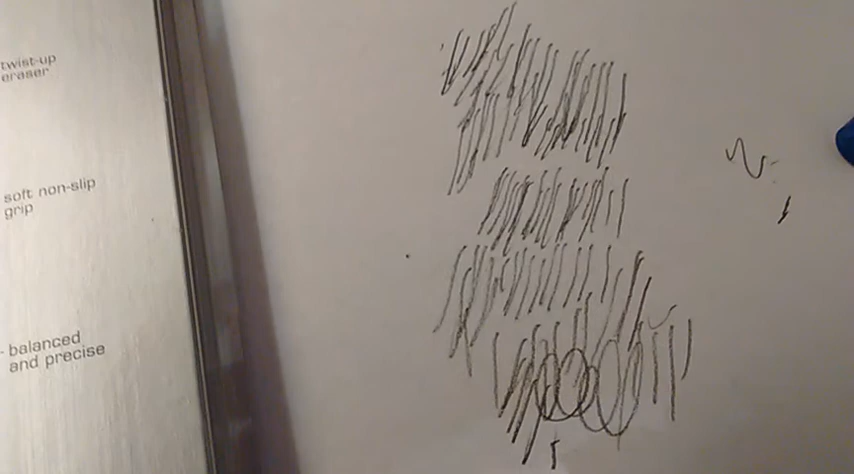 twist-up
eraser
soft non-slip
grip
- balanced
and precise